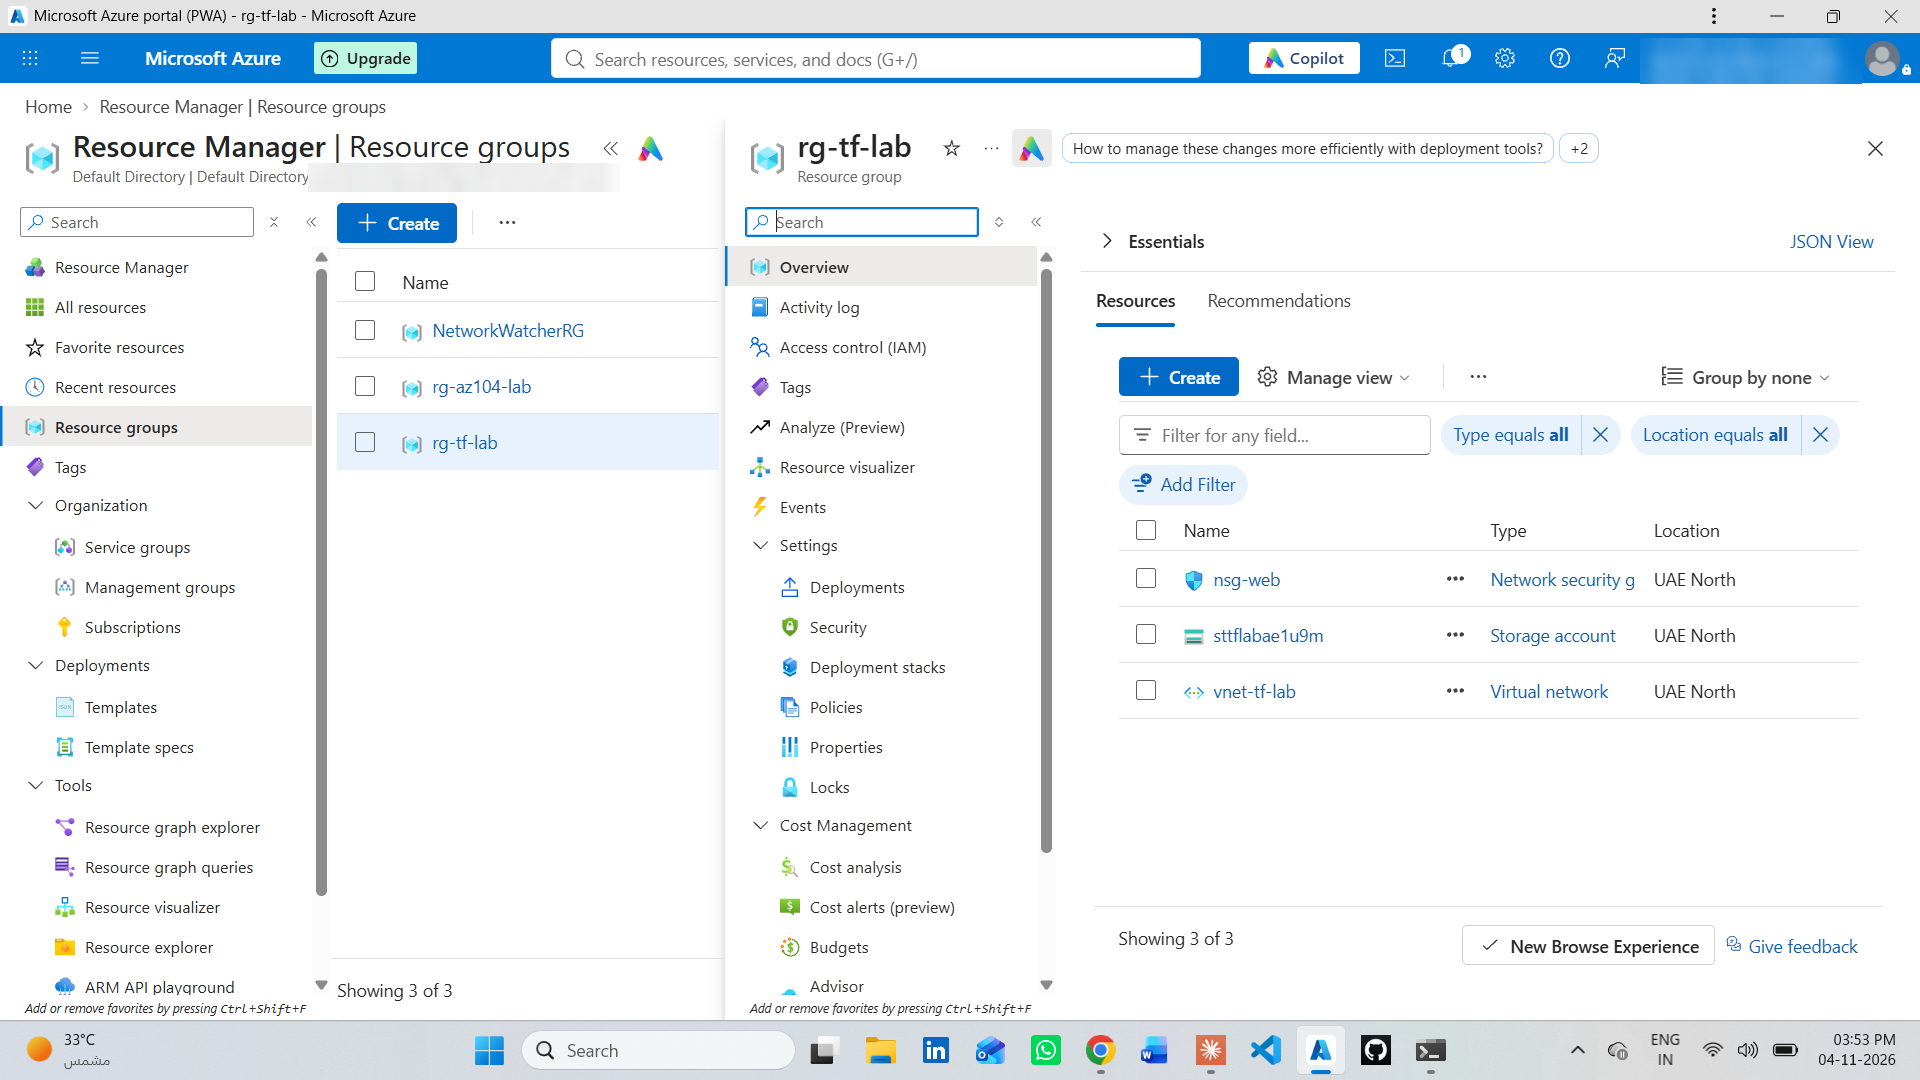 Microsoft Azure portal (PWA) - rg-tf-lab - Microsoft Azure
Microsoft Azure
Upgrade
Search resources, services, and docs (G+/)
Copilot
1
Home
Resource Manager | Resource groups
Resource Manager | Resource groups
Default Directory | Default Directory
Search
Resource Manager
All resources
Favorite resources
Recent resources
Resource groups
Tags
Organization
Service groups
Management groups
Subscriptions
Deployments
Templates
Template specs
Tools
Resource graph explorer
Resource graph queries
Resource visualizer
Resource explorer
ARM API playground
Add or remove favorites by pressing Ctrl+Shift+F
Create
Name
NetworkWatcherRG
rg-az104-lab
rg-tf-lab
Showing 3 of 3
rg-tf-lab
Resource group
How to manage these changes more efficiently with deployment tools?
+2
Search
Overview
Activity log
Access control (IAM)
Tags
Analyze (Preview)
Resource visualizer
Events
Settings
Deployments
Security
Deployment stacks
Policies
Properties
Locks
Cost Management
Cost analysis
Cost alerts (preview)
Budgets
Advisor
Add or remove favorites by pressing Ctrl+Shift+F
Essentials
JSON View
Resources
Recommendations
Create
Manage view
Group by none
Filter for any field...
Type equals all
Location equals all
Add Filter
Name
Type
Location
nsg-web
Network security g
UAE North
sttflabae1u9m
Storage account
UAE North
vnet-tf-lab
Virtual network
UAE North
Showing 3 of 3
New Browse Experience
Give feedback
33°C
مشمس
Search
ENG
IN
03:53 PM
04-11-2026